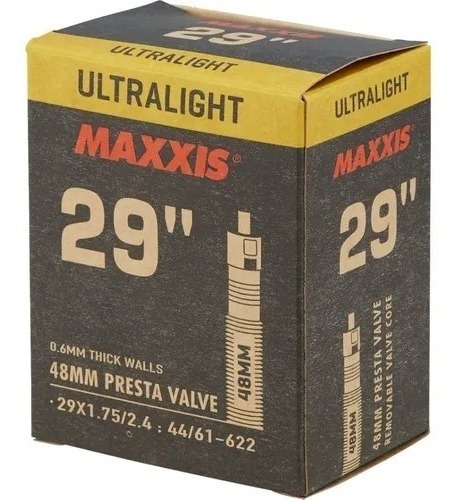 29"
ULTRALIGHT
MAXXIS®
29"
48MM
0.6MM THICK WALLS
48MM PRESTA VALVE
·29X1.75/2.4 : 44/61-622
ULTRALIGHT
MAXXIS®
29"
48MM
48MM PRESTA VALVE
REMOVABLE VALVE CORE